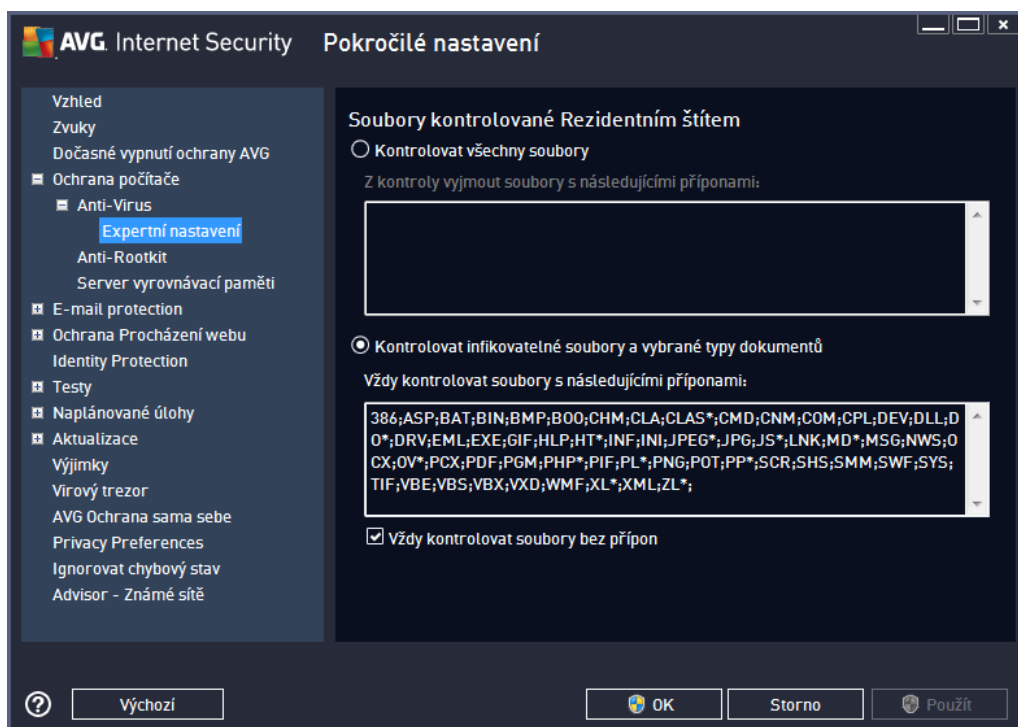 AVG. Internet Security Pokročilé nastavení
Vzhled
Zvuky
Dočasné vypnutí ochrany AVG
Ochrana počítače
Anti-Virus
Expertní nastavení
Anti-Rootkit
Server vyrovnávací paměti
E-mail protection
Ochrana Procházení webu
Identity Protection
Testy
Naplánované úlohy
Aktualizace
Výjimky
Virový trezor
AVG Ochrana sama sebe
Privacy Preferences
Ignorovat chybový stav
Advisor - Známé sítě
Soubory kontrolované Rezidentním štítem
Kontrolovat všechny soubory
Z kontroly vyjmout soubory s následujícími příponami:
Kontrolovat infikovatelné soubory a vybrané typy dokumentů
Vždy kontrolovat soubory s následujícími příponami:
386;ASP;BAT;BIN;BMP;BOO;CHM;CLA;CLAS*;CMD;CNM;COM;CPL;DEV;DLL;D
O*;DRV;EML;EXE;GIF;HLP;HT*;INF;INI;JPEG*;JPG;JS*;LNK;MD*;MSG;NWS;O
CX;OV*;PCX;PDF;PGM;PHP*;PIF;PL*;PNG;POT;PP*;SCR;SHS;SMM;SWF;SYS;
TIF;VBE;VBS;VBX;VXD;WMF;XL*;XML;ZL*;
Vždy kontrolovat soubory bez přípon
Výchozí
OK
Storno
Použít